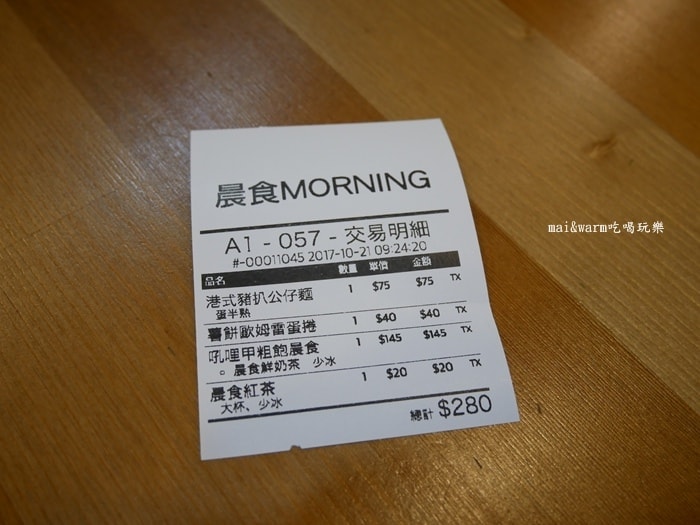 晨食MORNING
A1 - 057 - 交易明細
#-00011045 2017-10-21 09:24:20
品名 數量 單價 金額
港式豬扒公仔麵 1 $75 $75 TX
蛋半熟
薯餅歐姆雷蛋捲 1 $40 $40 TX
吼哩甲粗飽晨食 1 $145 $145 TX
。晨食鮮奶茶 少冰
晨食紅茶 1 $20 $20 TX
大杯、少冰
總計 $280
mai&warm吃喝玩樂